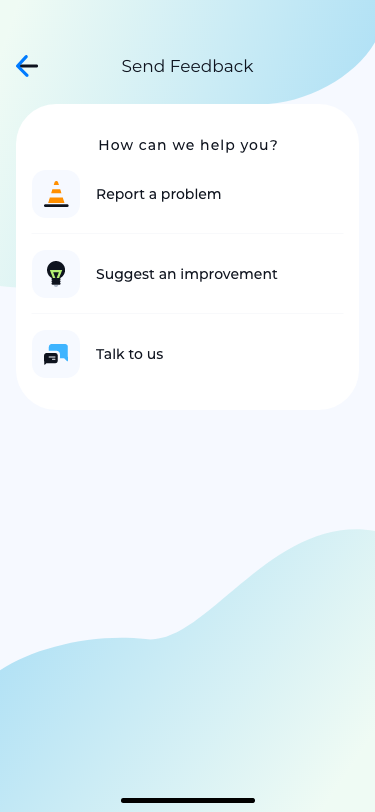 Send Feedback
How can we help you?
Report a problem
Suggest an improvement
Talk to us